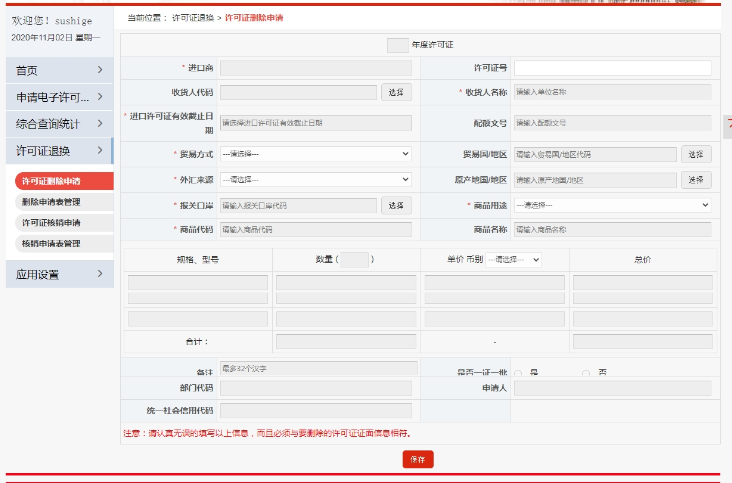 欢迎您！sushige
2020年11月02日 星期一
当前位置： 许可证退换 > 许可证删除申请
首页
申请电子许可...
综合查询统计
许可证退换
许可证删除申请
删除申请表管理
许可证核销申请
核销申请表管理
应用设置
年度许可证
* 进口商
许可证号
收货人代码 选择
* 收货人名称 请输入单位名称
* 进口许可证有效截止日期 请选择进口许可证有效截止日期
配额文号 请输入配额文号
* 贸易方式 ---请选择---
贸易国/地区 请输入贸易国/地区代码 选择
* 外汇来源 ---请选择---
原产地国/地区 请输入原产地国/地区 选择
* 报关口岸 请输入报关口岸代码 选择
* 商品用途 ---请选择---
* 商品代码 请输入商品代码
商品名称 请输入商品名称
规格、型号 数量 ( ) 单价 币别 ---请选择--- 总价
合计： -
备注 最多32个汉字
是否一证一批 是 否
部门代码 申请人
统一社会信用代码
注意：请认真无误的填写以上信息，而且必须与要删除的许可证证面信息相符。
保存